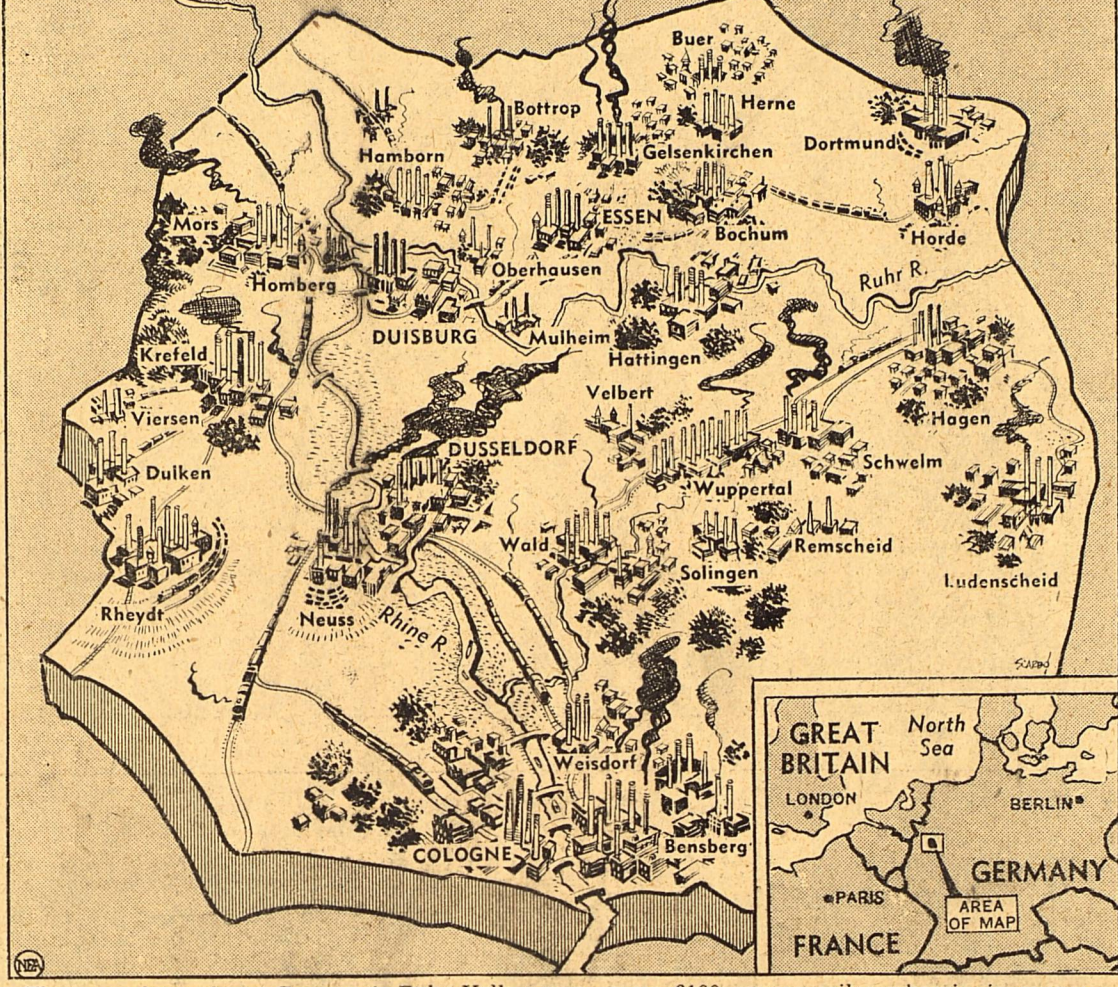 Buer
Bottrop
Herne
Dortmund
Hamborn
Gelsenkirchen
Mors
ESSEN
Bochum
Horde
Homberg
Oberhausen
Ruhr R.
DUISBURG
Mulheim
Hattingen
Krefeld
Velbert
Viersen
Hagen
DUSSELDORF
Schwelm
Dulken
Wuppertal
Wald
Remscheid
Solingen
Ludenscheid
Rheydt
Neuss
Rhine R
SCARBO
Weisdorf
COLOGNE
Bensberg
GREAT
BRITAIN
North
Sea
LONDON
BERLIN
GERMANY
PARIS
AREA
OF MAP
FRANCE
NEA